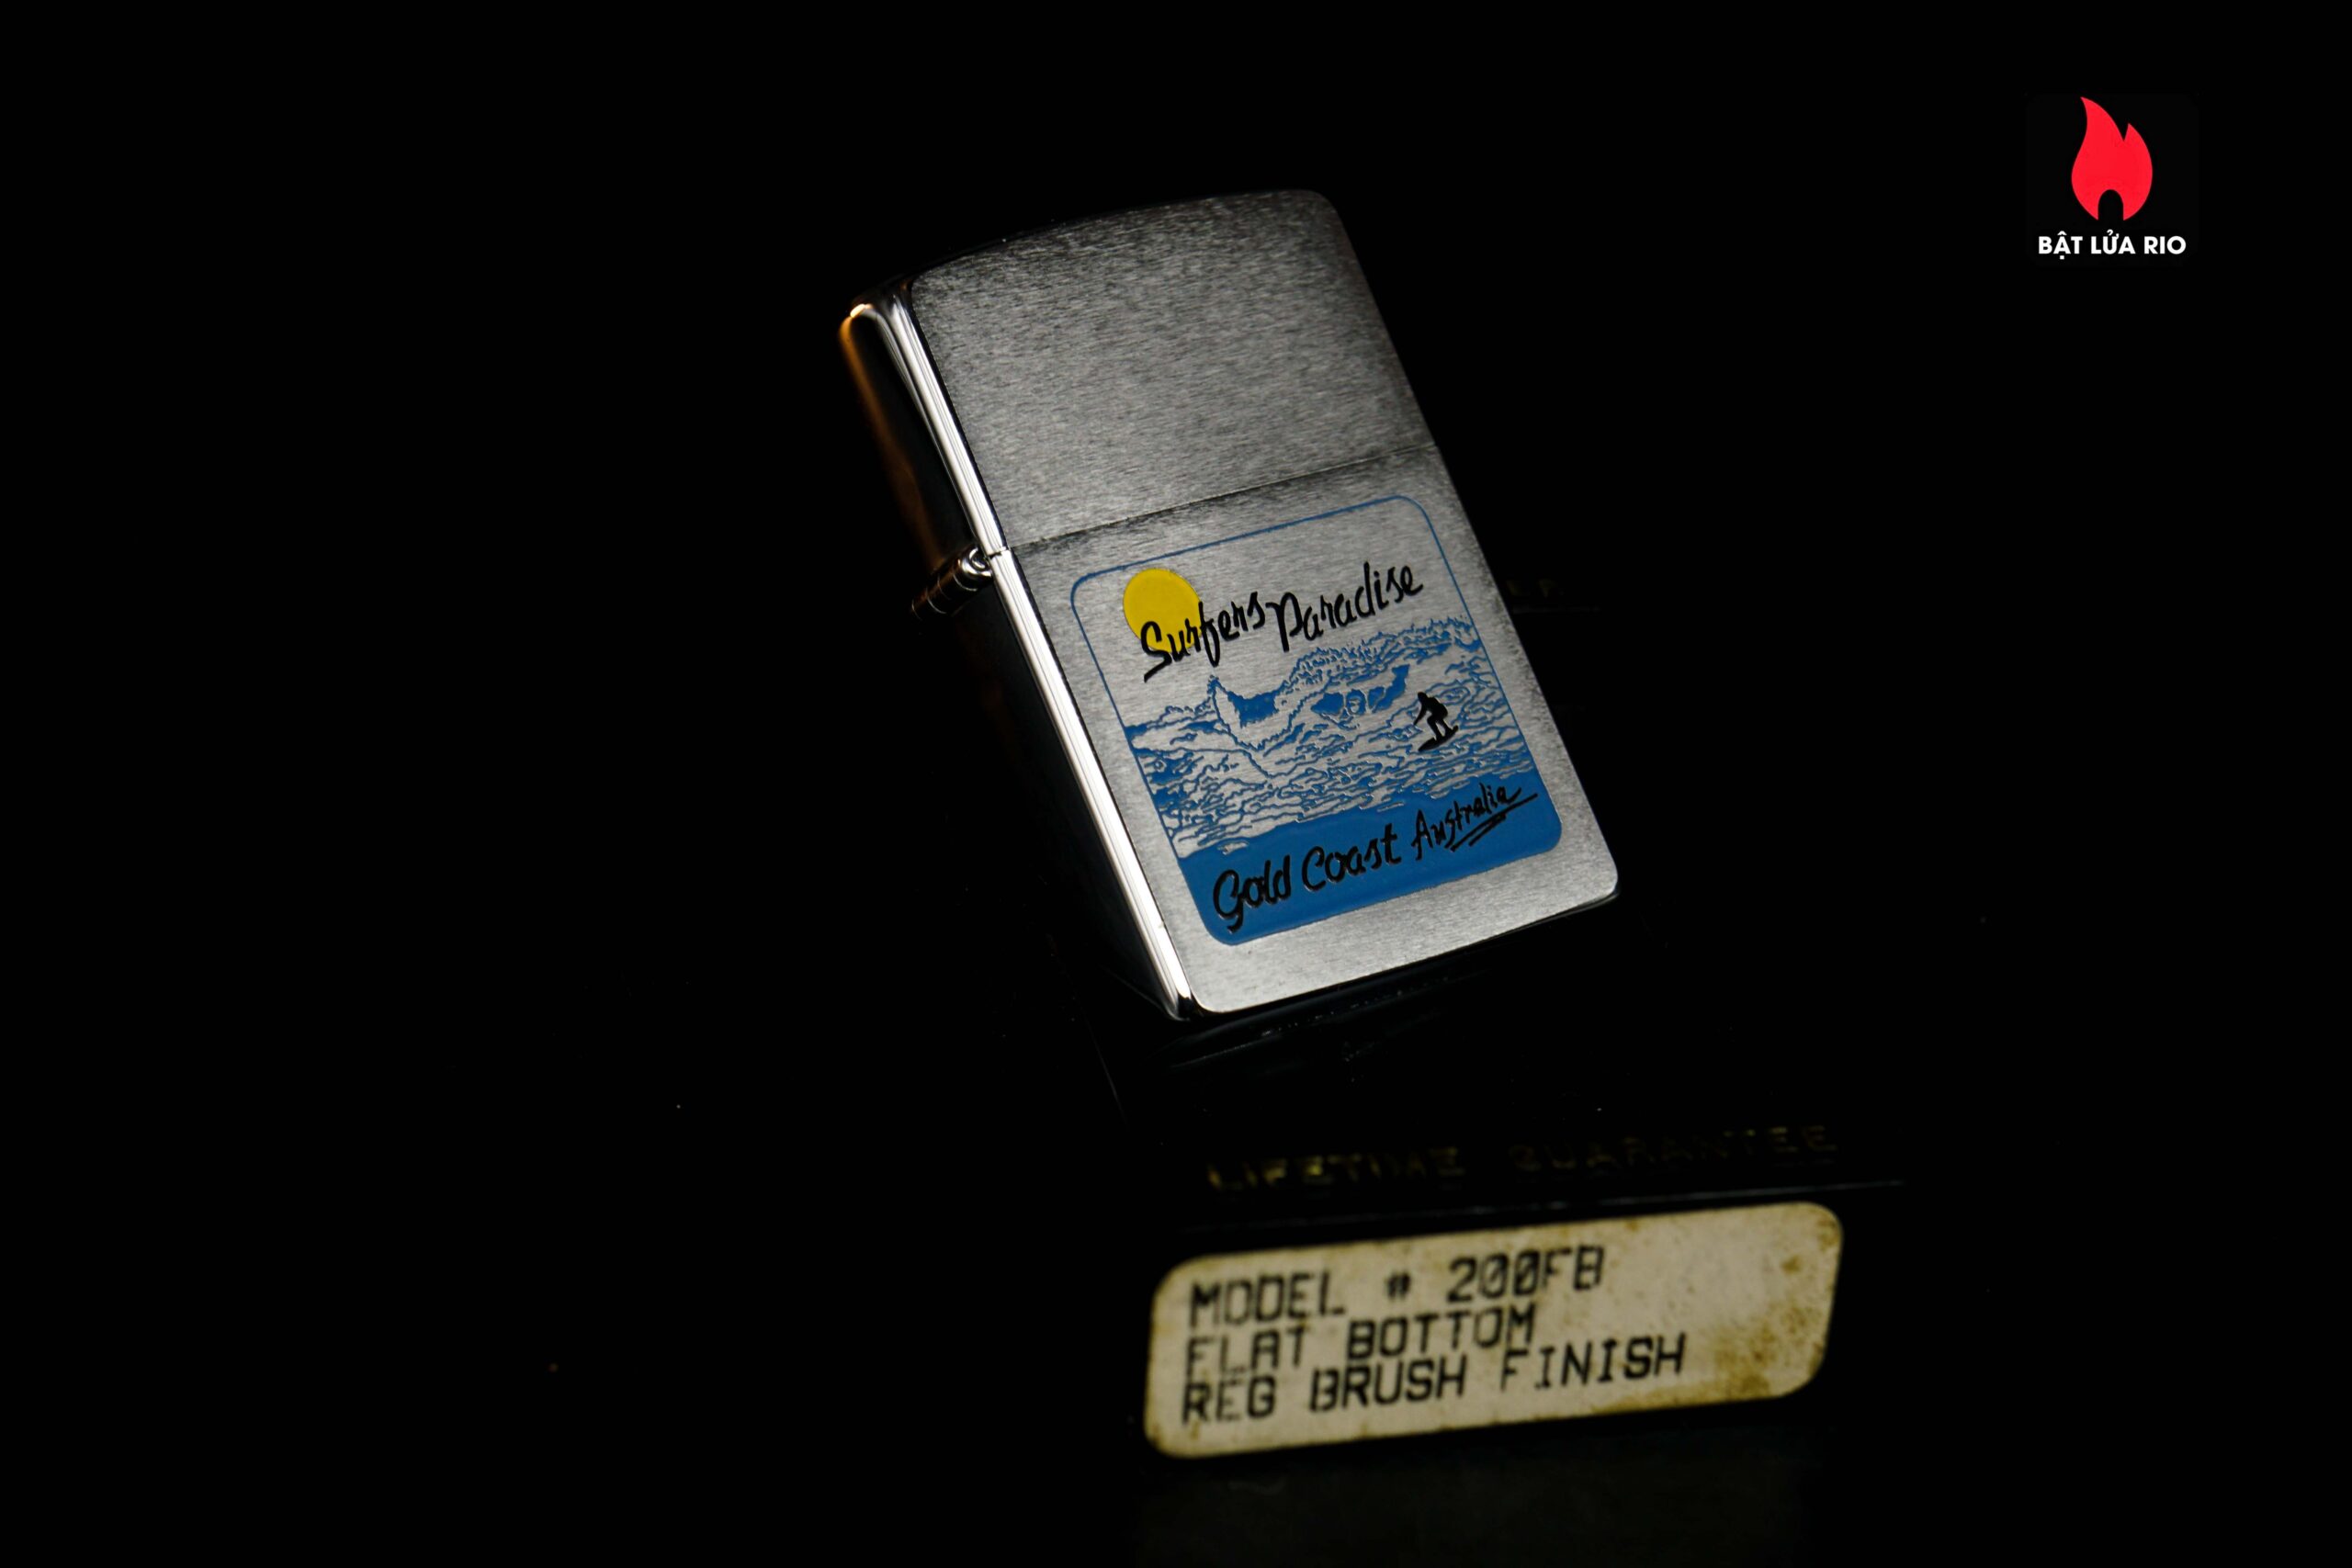 BẬT LỬA RIO
Surfers Paradise
Gold Coast Australia
LIFETIME GUARANTEE
MODEL # 200FB
FLAT BOTTOM
REG BRUSH FINISH